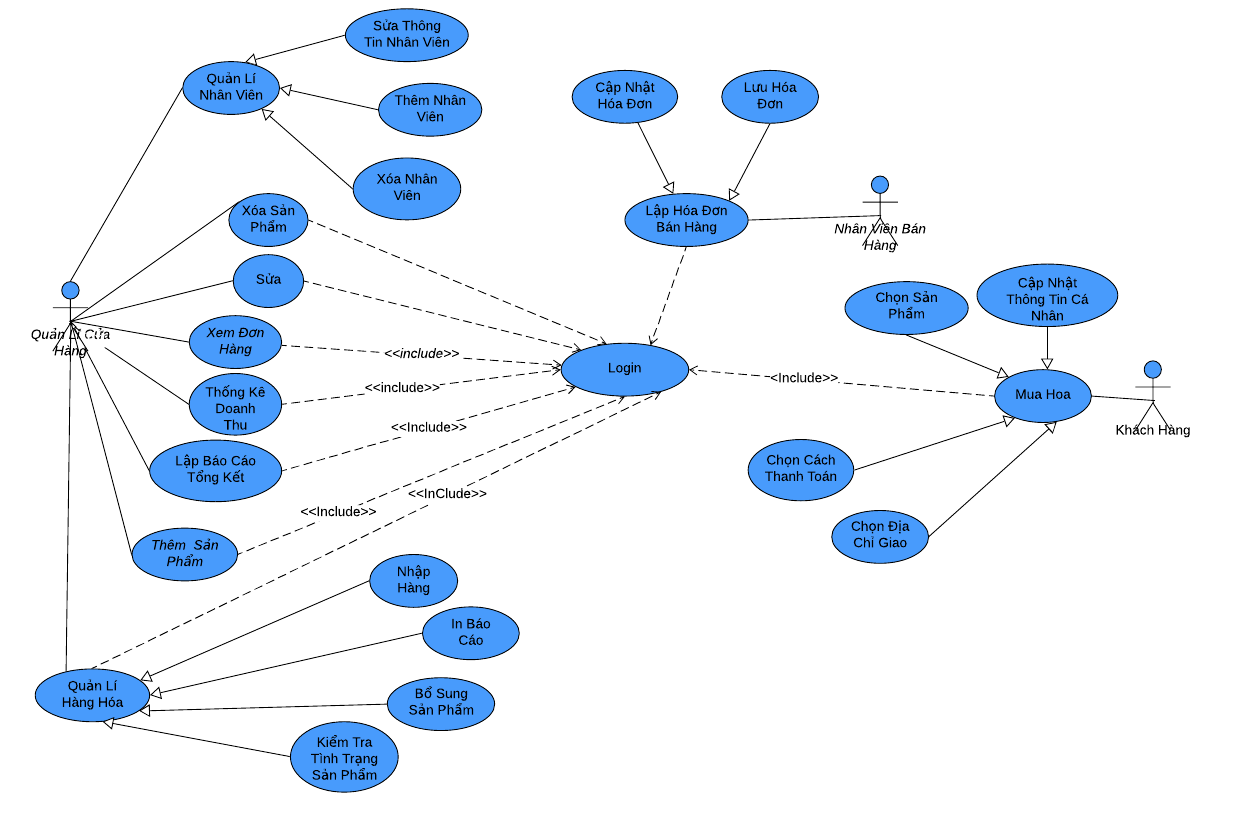 Sửa Thông
Tin Nhân Viên
Quản Lí
Nhân Viên
Thêm Nhân
Viên
Xóa Nhân
Viên
Cập Nhật
Hóa Đơn
Lưu Hóa
Đơn
Lập Hóa Đơn
Bán Hàng
Nhân Viên Bán
Hàng
Xóa Sản
Phẩm
Sửa
Quản Lí Cửa
Hàng
Xem Đơn
Hàng
<<include>>
Thống Kê
Doanh
Thu
<<include>>
Lập Báo Cáo
Tổng Kết
<<Include>>
Thêm Sản
Phẩm
<<Include>>
<<InClude>>
Login
<Include>>
Chọn Sản
Phẩm
Cập Nhật
Thông Tin Cá
Nhân
Mua Hoa
Khách Hàng
Chọn Cách
Thanh Toán
Chọn Địa
Chỉ Giao
Nhập
Hàng
In Báo
Cáo
Quản Lí
Hàng Hóa
Bổ Sung
Sản Phẩm
Kiểm Tra
Tình Trạng
Sản Phẩm